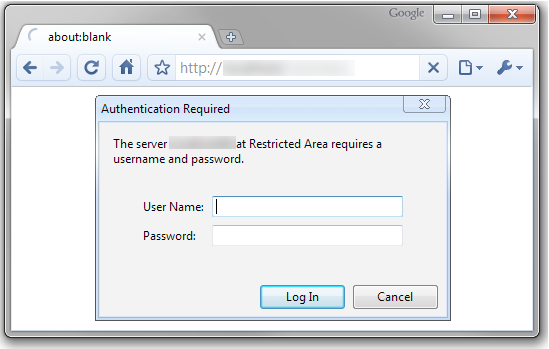 Google
about:blank
http://
Authentication Required
The server at Restricted Area requires a
username and password.
User Name:
Password:
Log In
Cancel